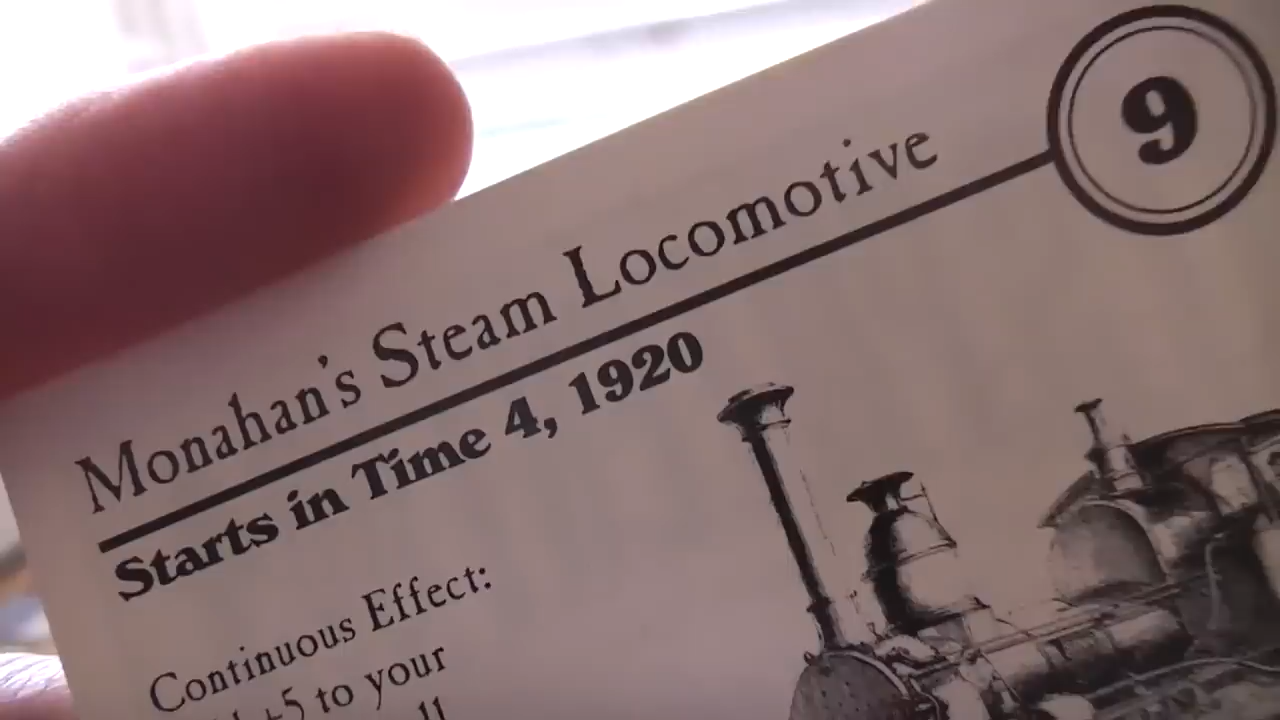 9
Monahan's Steam Locomotive
Starts in Time 4, 1920
Continuous Effect:
+5 to your